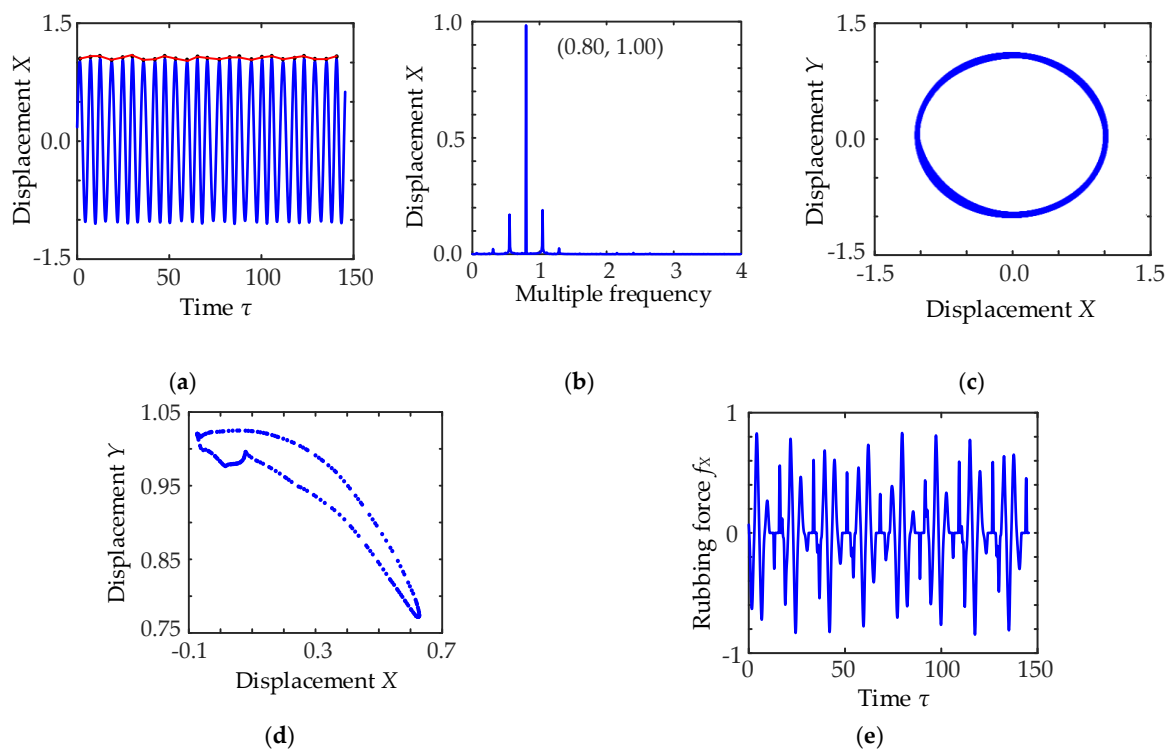 1.5
0.0
-1.5
0 50 100 150
Displacement X
Time τ
(a)
1.0
0.5
0.0
0 1 2 3 4
(0.80, 1.00)
Displacement X
Multiple frequency
(b)
1.5
0.0
-1.5
-1.5 0.0 1.5
Displacement Y
Displacement X
(c)
1.05
0.95
0.85
0.75
-0.1 0.3 0.7
Displacement Y
Displacement X
(d)
1
0
-1
0 50 100 150
Rubbing force fX
Time τ
(e)